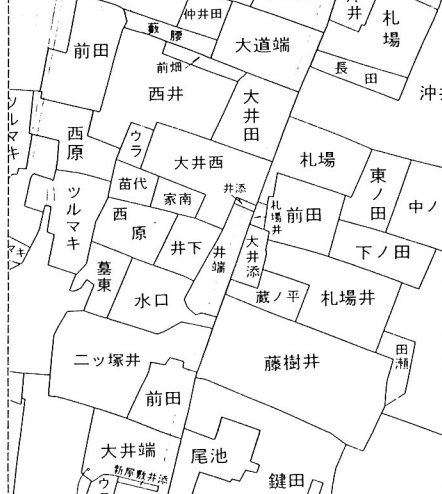 仲井田
井
札場
藪腰
大道端
前田
前畑
長田
西井
沖
大井田
ツルマキ
西原
ウラ
大井西
札場
苗代
家南
井添
東ノ田
中ノ
ツルマキ
札場井
前田
西原
井下
井端
大井添
下ノ田
マキ
墓東
水口
蔵ノ平
札場井
二ッ塚井
藤樹井
田瀬
前田
大井端
尾池
新屋敷井添
鍵田
ウ